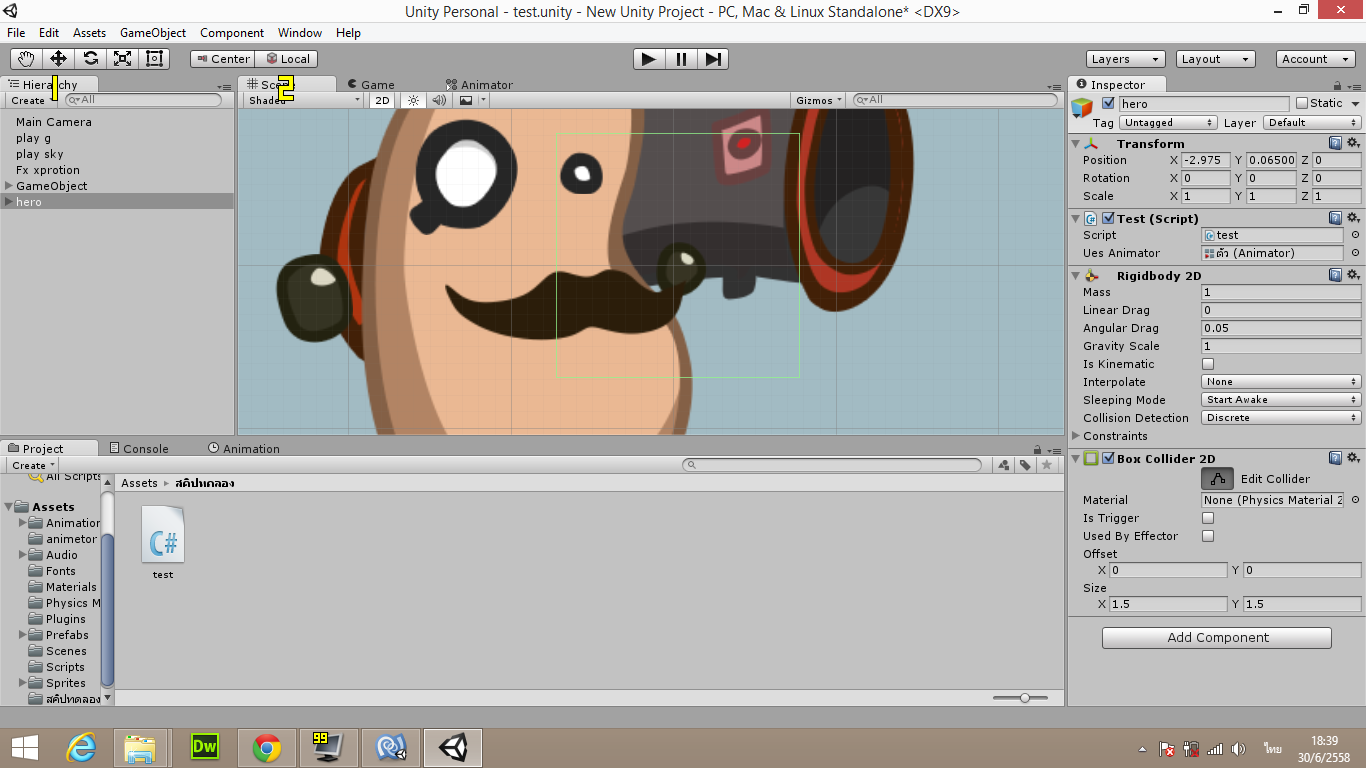 Unity Personal - test.unity - New Unity Project - PC, Mac & Linux Standalone* <DX9>
File Edit Assets GameObject Component Window Help
Center Local Layers Layout Account
1 Hierarchy
Create All
Main Camera
play g
play sky
Fx xprotion
GameObject
hero
2 Scene Game Animator
Shaded 2D Gizmos All
Inspector
hero Static
Tag Untagged Layer Default
Transform
Position X -2.975 Y 0.06500 Z 0
Rotation X 0 Y 0 Z 0
Scale X 1 Y 1 Z 1
Test (Script)
Script test
Ues Animator ตัว (Animator)
Rigidbody 2D
Mass 1
Linear Drag 0
Angular Drag 0.05
Gravity Scale 1
Is Kinematic
Interpolate None
Sleeping Mode Start Awake
Collision Detection Discrete
Constraints
Box Collider 2D
Edit Collider
Material None (Physics Material 2
Is Trigger
Used By Effector
Offset
X 0 Y 0
Size
X 1.5 Y 1.5
Add Component
Project Console Animation
Create
All Scripts
Assets
Animation
animetor
Audio
Fonts
Materials
Physics M
Plugins
Prefabs
Scenes
Scripts
Sprites
สคิปทดลอง
Assets ▸ สคิปทดลอง
C#
test
Dw 99 ไทย 18:39
30/6/2558